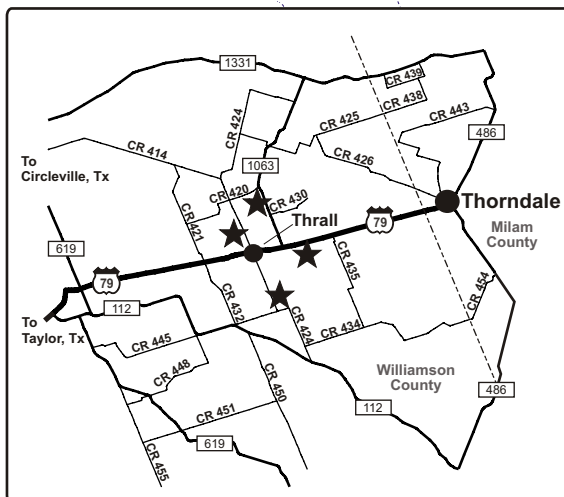 1331
CR 439
CR 438
CR 443
CR 425
CR 424
486
CR 414
CR 426
To
Circleville, Tx
1063
CR 420
CR 430
Thorndale
Thrall
79
Milam
County
CR 421
619
CR 435
79
CR 454
112
CR 432
To
Taylor, Tx
CR 445
CR 424
CR 434
CR 448
Williamson
County
CR 450
486
CR 451
112
619
CR 455